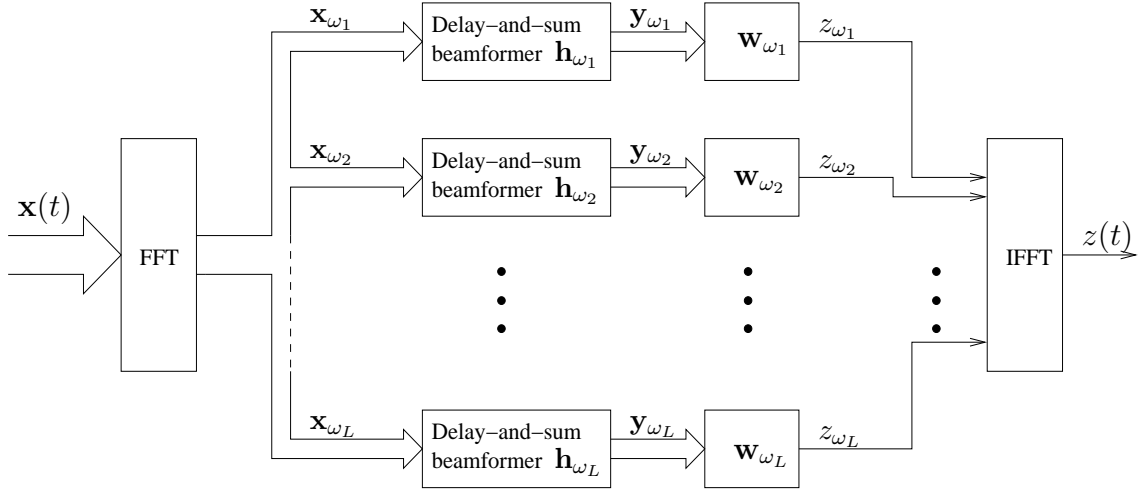 𝐱_{ω_1}
Delay−and−sum
beamformer 𝐡_{ω_1}
𝐲_{ω_1}
𝐰_{ω_1}
z_{ω_1}
𝐱_{ω_2}
Delay−and−sum
beamformer 𝐡_{ω_2}
𝐲_{ω_2}
𝐰_{ω_2}
z_{ω_2}
𝐱(t)
FFT
IFFT
z(t)
𝐱_{ω_L}
Delay−and−sum
beamformer 𝐡_{ω_L}
𝐲_{ω_L}
𝐰_{ω_L}
z_{ω_L}